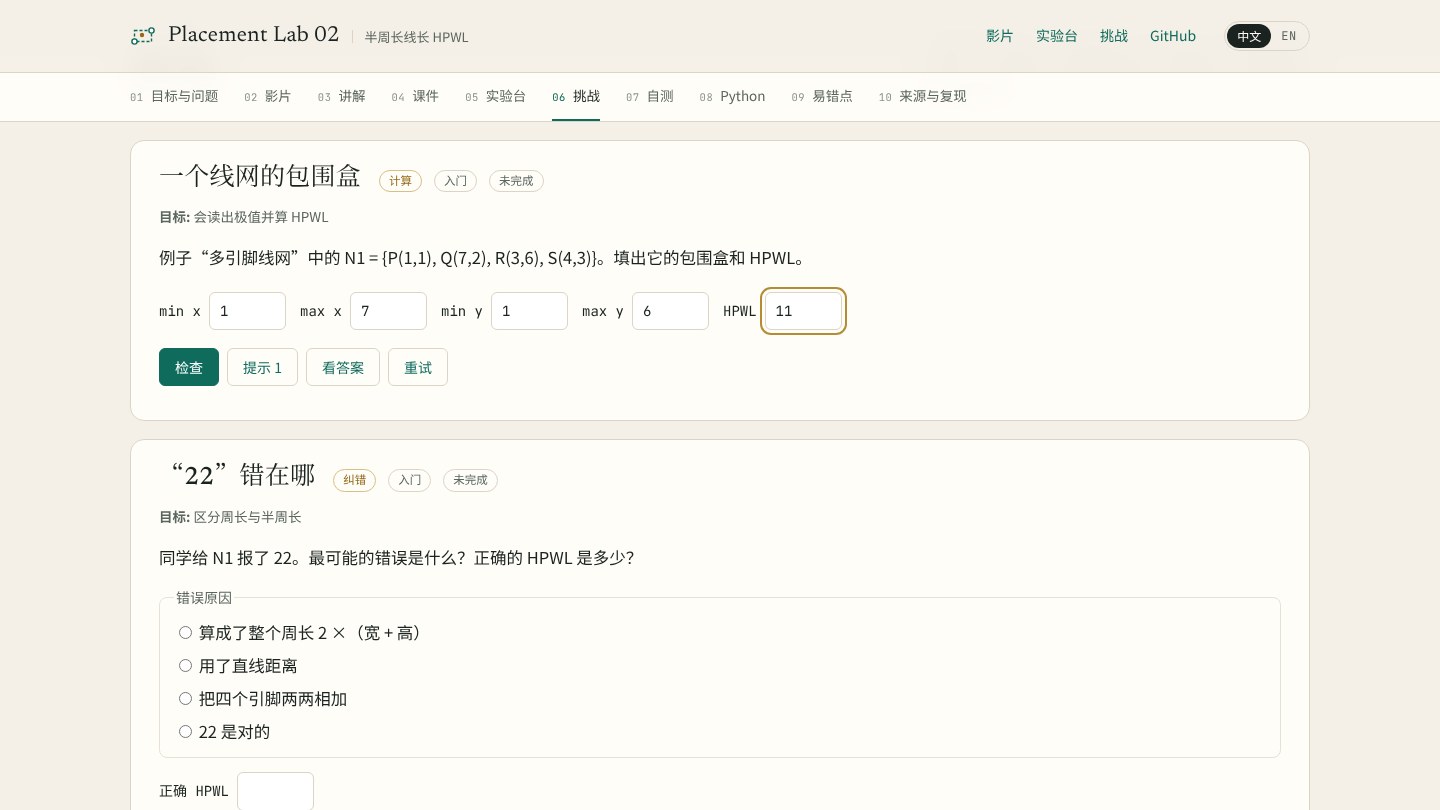 Placement Lab 02 半周长线长 HPWL 影片 实验台 挑战 GitHub 中文 EN
01 目标与问题 02 影片 03 讲解 04 课件 05 实验台 06 挑战 07 自测 08 Python 09 易错点 10 来源与复现
一个线网的包围盒 计算 入门 未完成
目标: 会读出极值并算 HPWL
例子“多引脚线网”中的 N1 = {P(1,1), Q(7,2), R(3,6), S(4,3)}。填出它的包围盒和 HPWL。
min x 1 max x 7 min y 1 max y 6 HPWL 11
检查 提示 1 看答案 重试
“22”错在哪 纠错 入门 未完成
目标: 区分周长与半周长
同学给 N1 报了 22。最可能的错误是什么？正确的 HPWL 是多少？
错误原因
算成了整个周长 2 ×（宽 + 高）
用了直线距离
把四个引脚两两相加
22 是对的
正确 HPWL